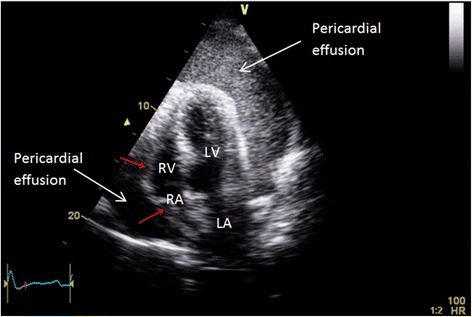 V
Pericardial
effusion
10
LV
Pericardial
effusion
RV
RA
20
LA
100
1:2 HR